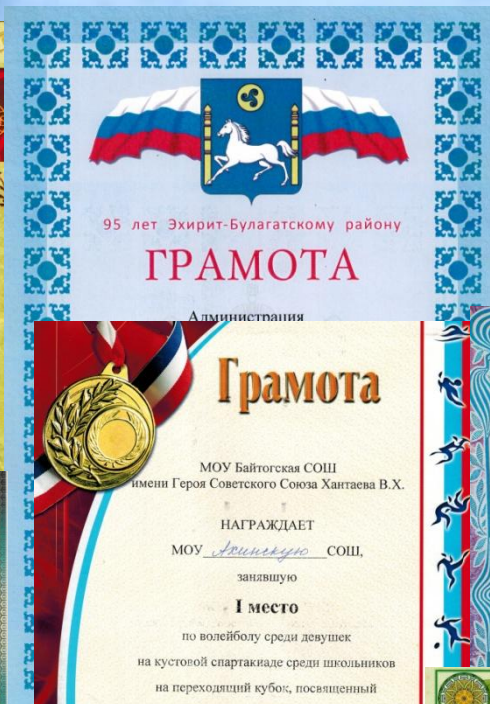 95 лет Эхирит-Булагатскому району
ГРАМОТА
Администрация
Грамота
МОУ Байтогская СОШ
имени Героя Советского Союза Хантаева В.Х.
НАГРАЖДАЕТ
МОУ Ахинскую СОШ,
занявшую
I место
по волейболу среди девушек
на кустовой спартакиаде среди школьников
на переходящий кубок, посвященный